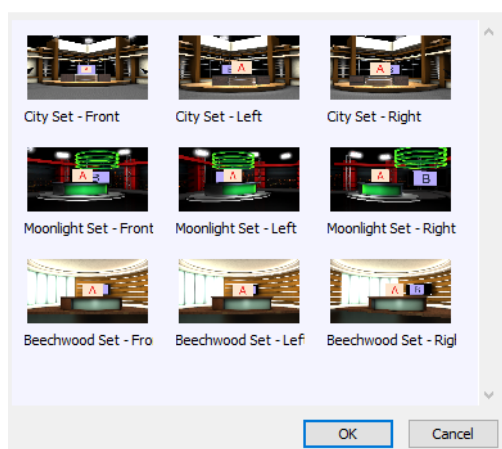 A
B A
A
City Set - Front
City Set - Left
City Set - Right
A B
A
A B
Moonlight Set - Front
Moonlight Set - Left
Moonlight Set - Right
A
A
A B
Beechwood Set - Fro
Beechwood Set - Lef
Beechwood Set - Rigl
OK
Cancel